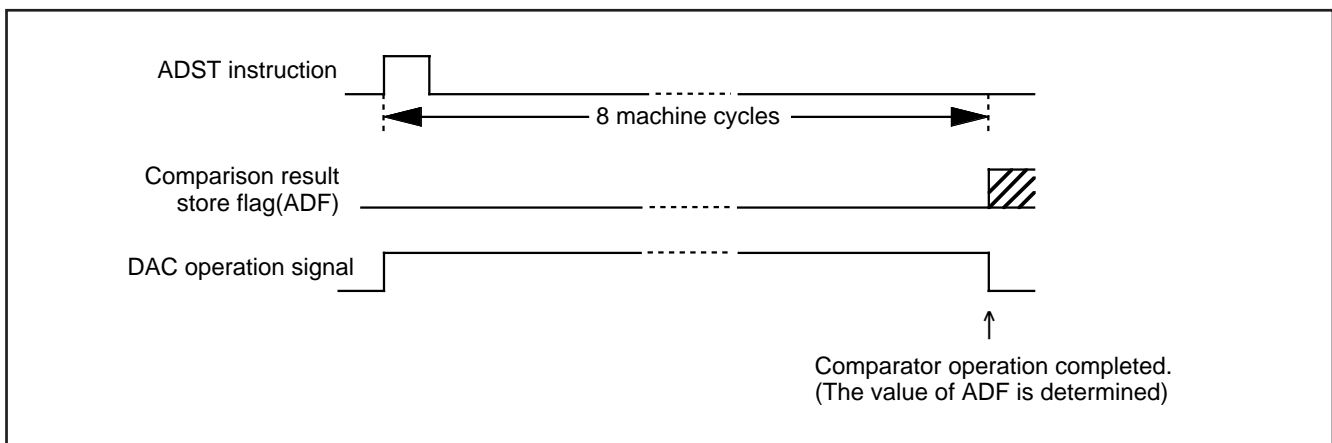 ADST instruction
8 machine cycles
Comparison result
store flag(ADF)
DAC operation signal
Comparator operation completed.
(The value of ADF is determined)